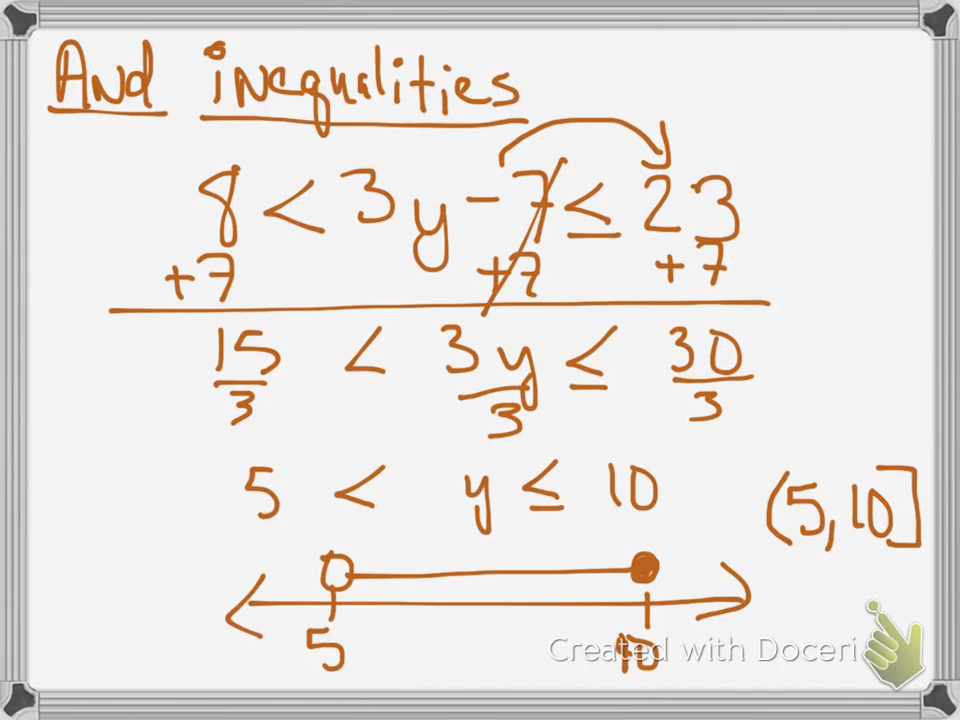 And inequalities
8 < 3y - 7 ≤ 23
+7 +7 +7
15 < 3y ≤ 30
3 3 3
5 < y ≤ 10 (5, 10]
5 10
Created with Doceri